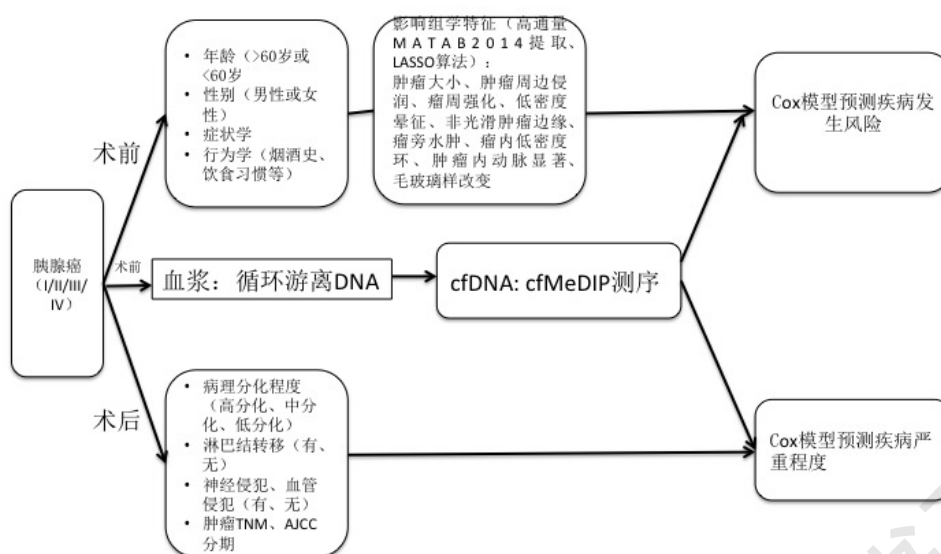 胰腺癌
（I/II/III/
IV）
术前
• 年龄（>60岁或
<60岁
• 性别（男性或女
性）
• 症状学
• 行为学（烟酒史、
饮食习惯等）
影响组学特征（高通量
MATAB2014提取、
LASSO算法）：
肿瘤大小、肿瘤周边侵
润、瘤周强化、低密度
晕征、非光滑肿瘤边缘、
瘤旁水肿、瘤内低密度
环、肿瘤内动脉显著、
毛玻璃样改变
Cox模型预测疾病发
生风险
术前
血浆：循环游离DNA
cfDNA: cfMeDIP测序
术后
• 病理分化程度
（高分化、中分
化、低分化）
• 淋巴结转移（有、
无）
• 神经侵犯、血管
侵犯（有、无）
• 肿瘤TNM、AJCC
分期
Cox模型预测疾病严
重程度